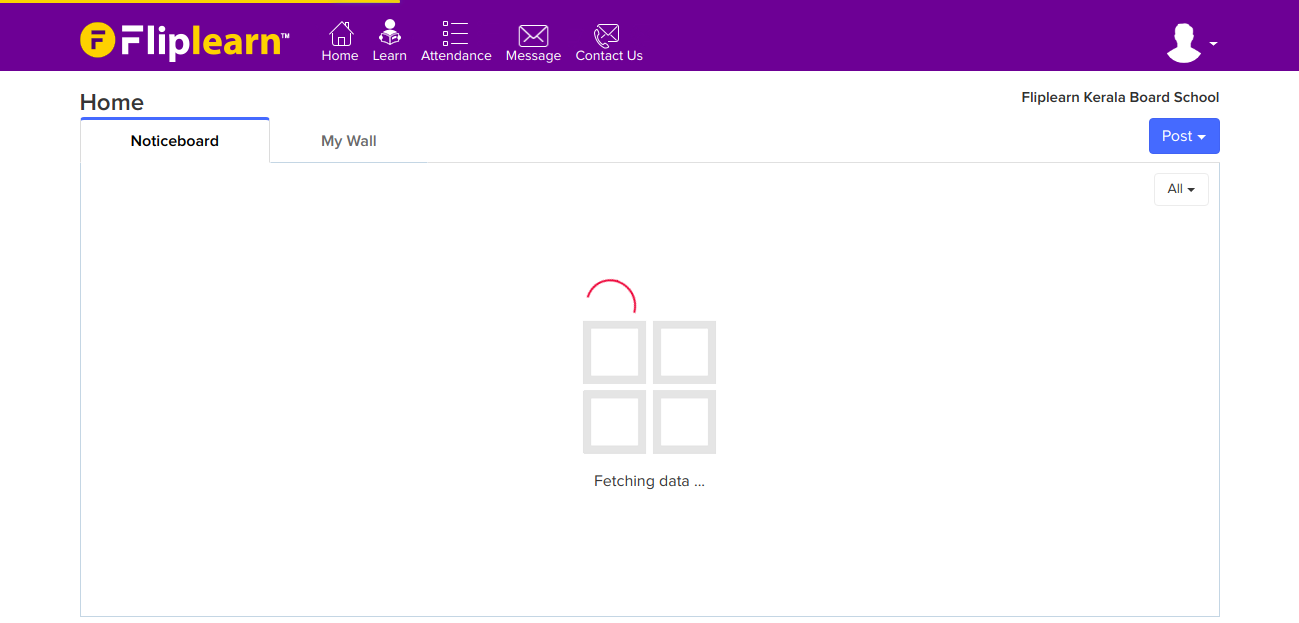 Fliplearn™
Home Learn Attendance Message Contact Us
Home
Fliplearn Kerala Board School
Noticeboard My Wall Post
All
Fetching data ...